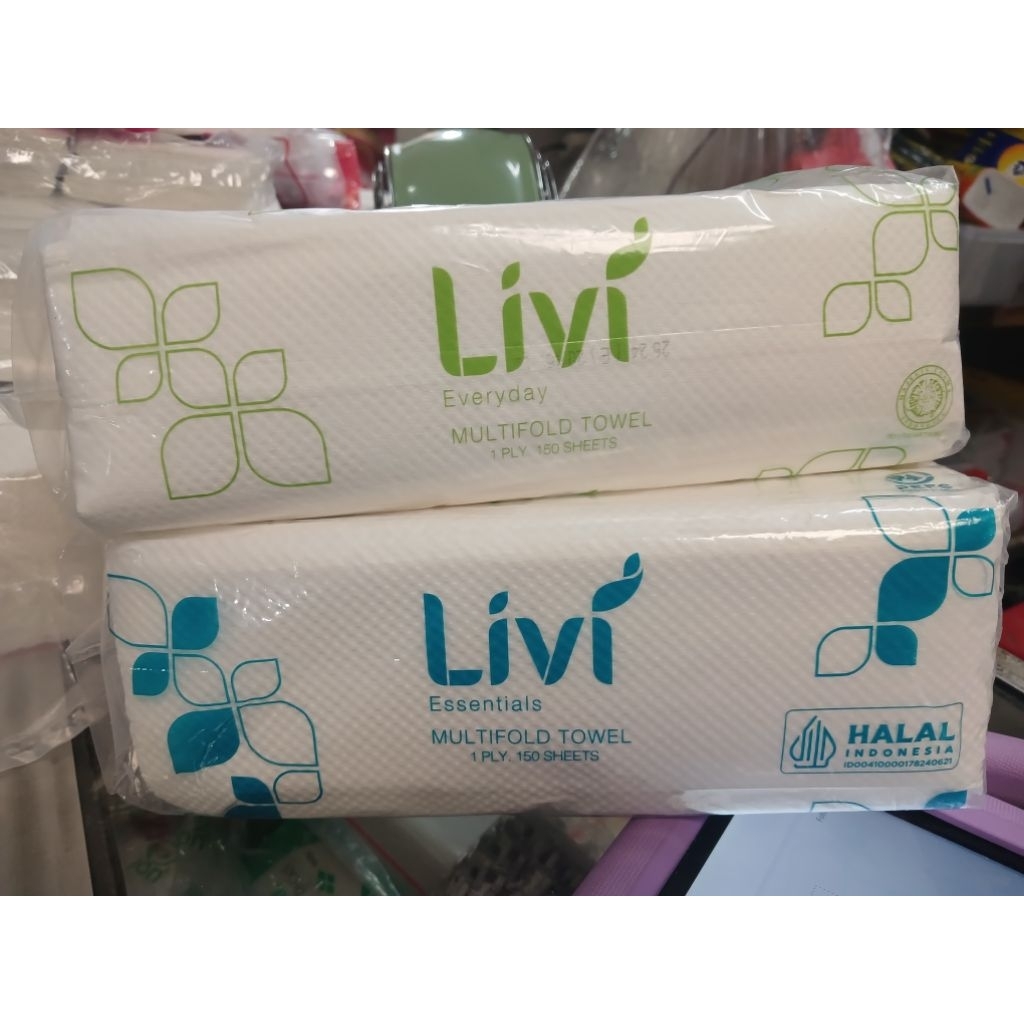 Livi
Everyday
MULTIFOLD TOWEL
1 PLY. 150 SHEETS
Livi
Essentials
MULTIFOLD TOWEL
1 PLY. 150 SHEETS
HALAL
INDONESIA
ID00410000178240621